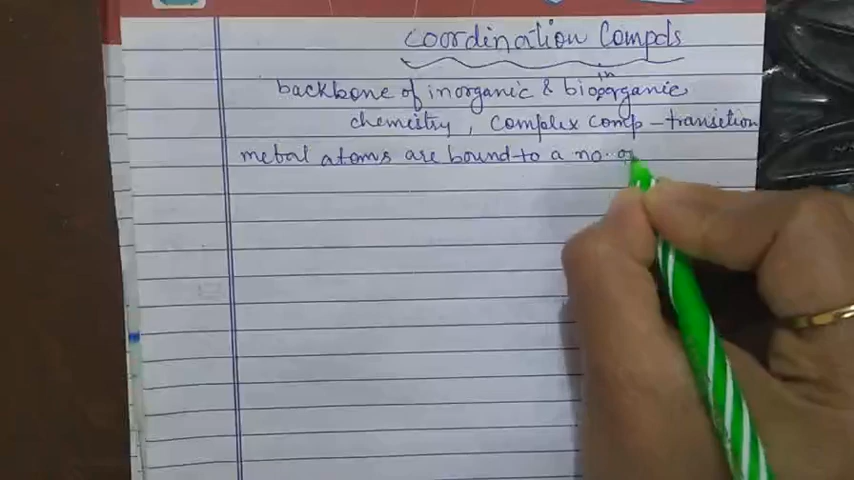 Coordination Compds
backbone of inorganic & bioinorganic
chemistry, Complex comp - transition
metal atoms are bound to a no. of